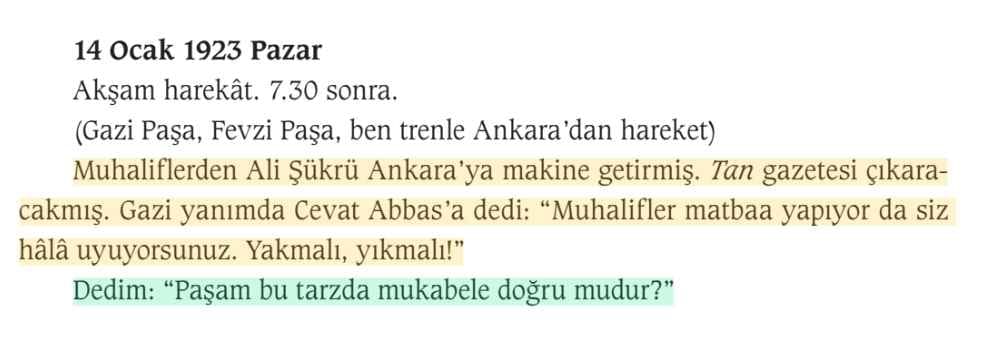 14 Ocak 1923 Pazar
Akşam harekât. 7.30 sonra.
(Gazi Paşa, Fevzi Paşa, ben trenle Ankara’dan hareket)
Muhaliflerden Ali Şükrü Ankara’ya makine getirmiş. Tan gazetesi çıkara-
cakmış. Gazi yanımda Cevat Abbas’a dedi: “Muhalifler matbaa yapıyor da siz
hâlâ uyuyorsunuz. Yakmalı, yıkmalı!”
Dedim: “Paşam bu tarzda mukabele doğru mudur?”